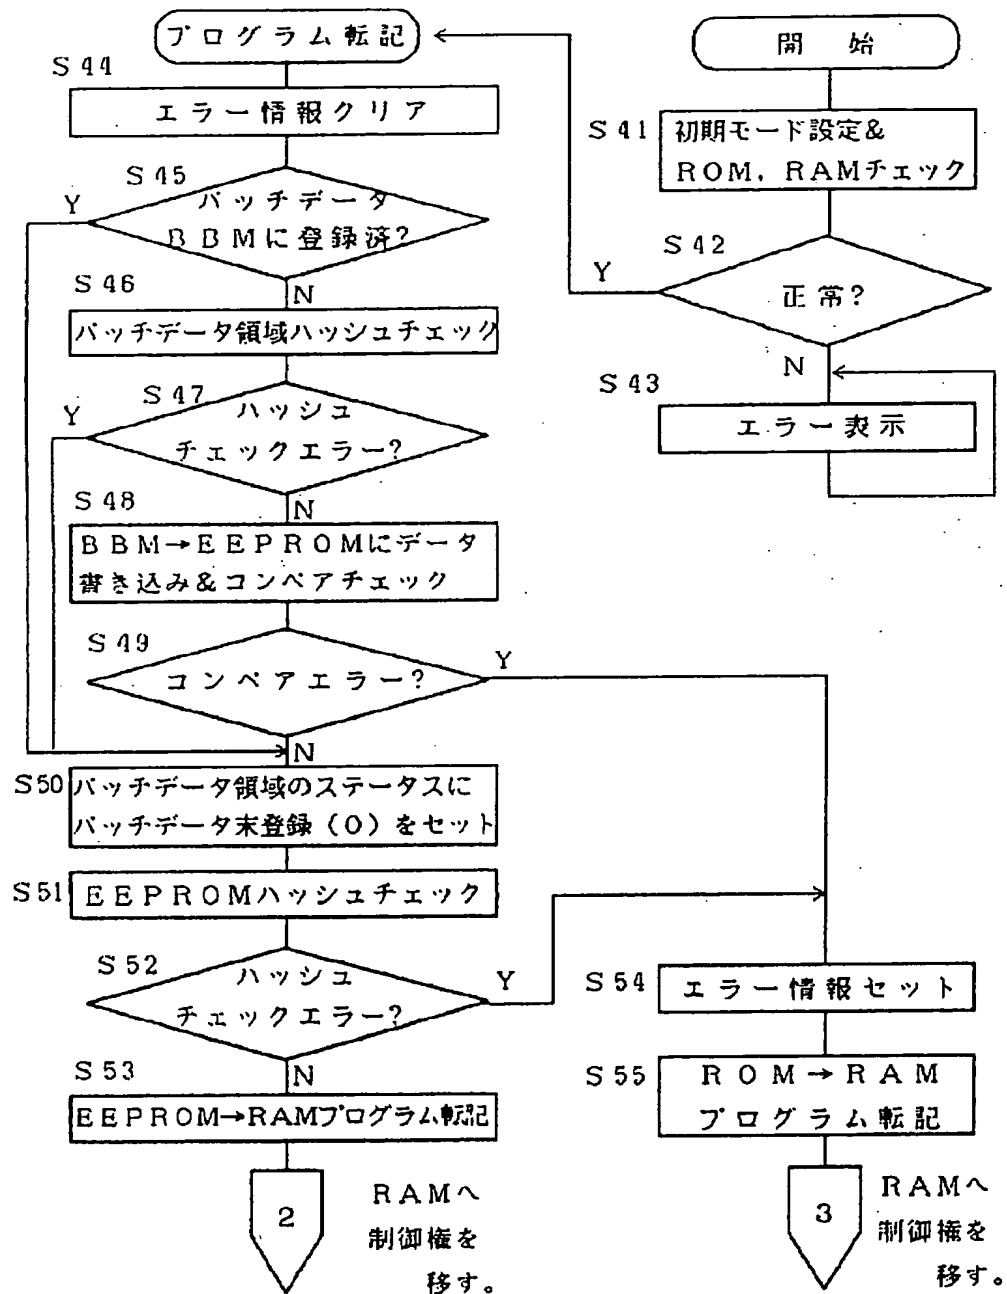 開 始
S41
初期モード設定&
ROM, RAMチェック
S42
正常?
Y
N
S43
エラー表示
プログラム転記
S44
エラー情報クリア
S45
パッチデータ
BBMに登録済?
Y
N
S46
パッチデータ領域ハッシュチェック
S47
ハッシュ
チェックエラー?
Y
N
S48
BBM→EEPROMにデータ
書き込み&コンペアチェック
S49
コンペアエラー?
Y
N
S50
パッチデータ領域のステータスに
パッチデータ末登録(0)をセット
S51
EEPROMハッシュチェック
S52
ハッシュ
チェックエラー?
Y
N
S53
EEPROM→RAMプログラム転記
2
RAMへ
制御権を
移す。
S54
エラー情報セット
S55
ROM→RAM
プログラム転記
3
RAMへ
制御権を
移す。